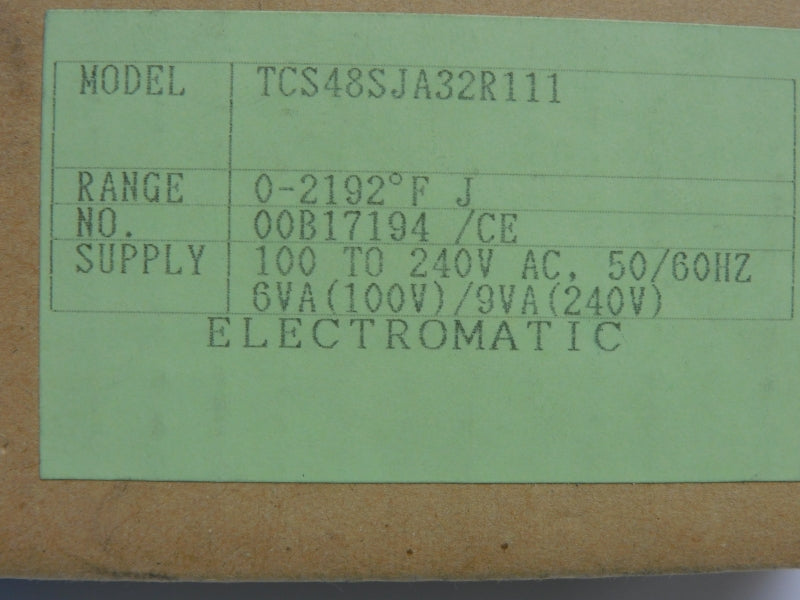 MODEL TCS48SJA32R111
RANGE 0-2192°F J
NO. 00B17194 /CE
SUPPLY 100 TO 240V AC, 50/60HZ
6VA(100V)/9VA(240V)
ELECTROMATIC